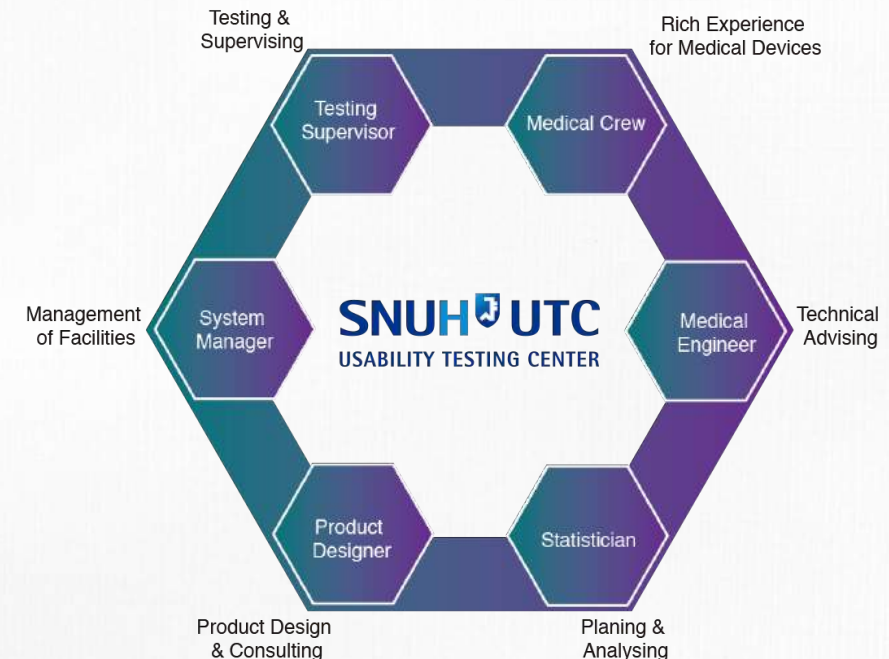 Testing &
Supervising
Rich Experience
for Medical Devices
Testing
Supervisor
Medical Crew
Management
of Facilities
System
Manager
SNUH UTC
USABILITY TESTING CENTER
Medical
Engineer
Technical
Advising
Product
Designer
Statistician
Product Design
& Consulting
Planing &
Analysing